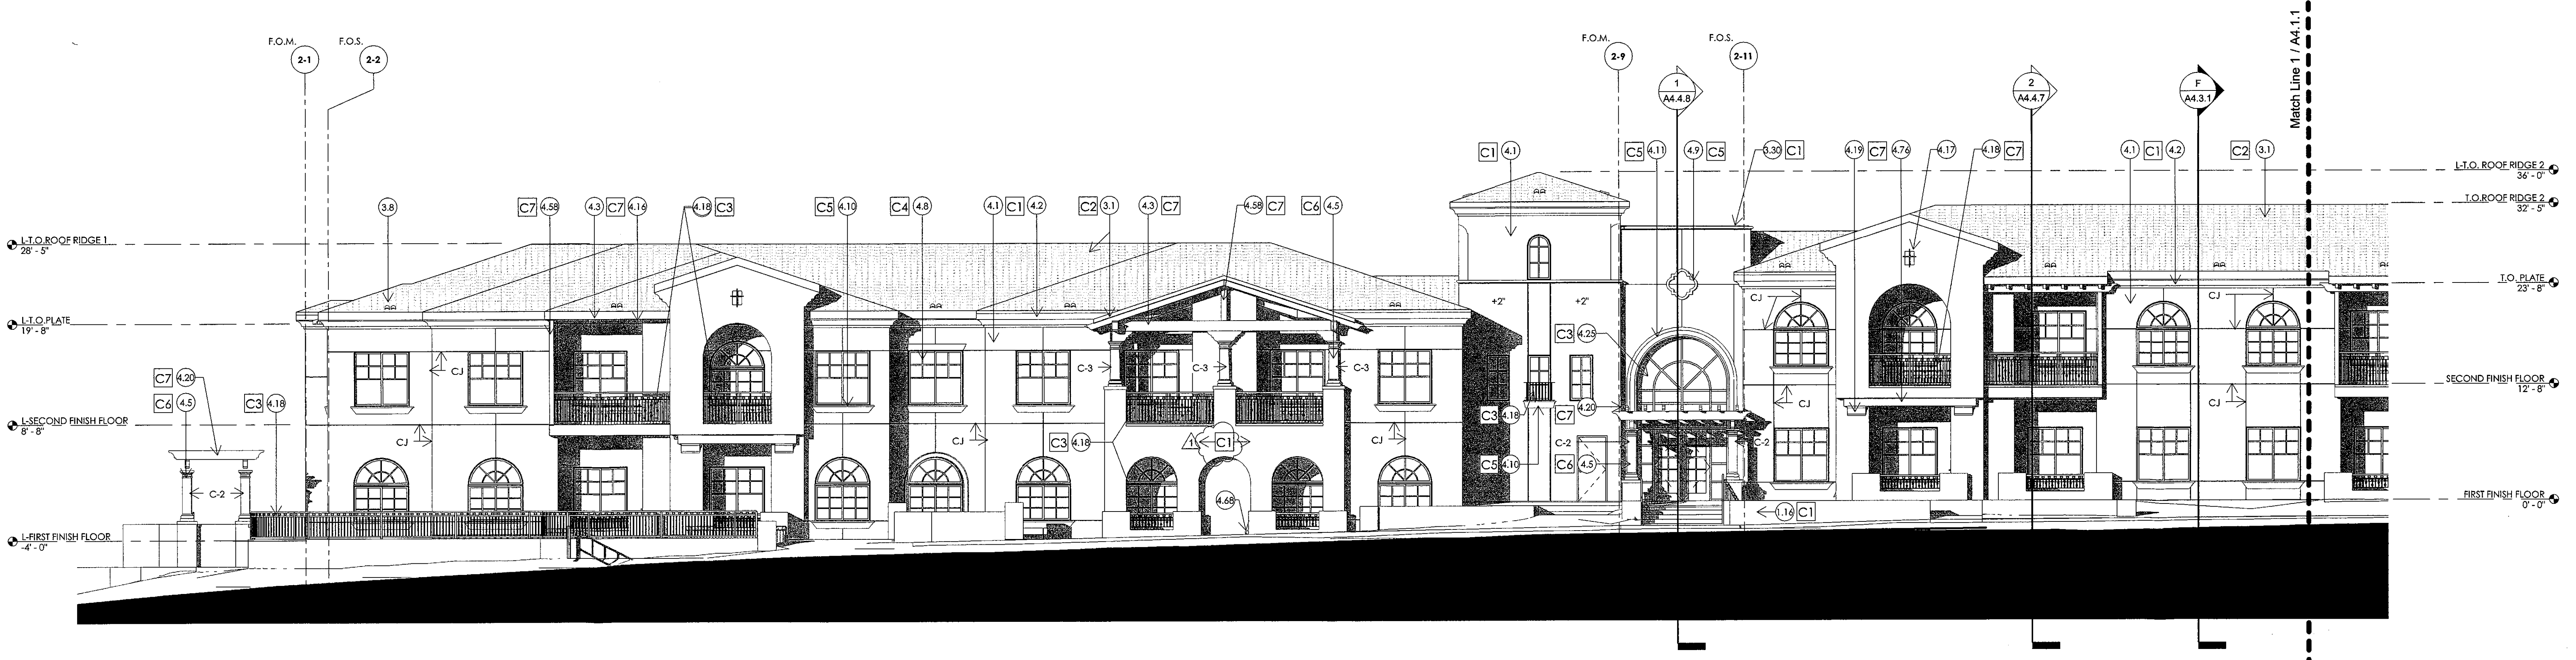 F.O.M.
F.O.S.
2-1
2-2
F.O.M.
F.O.S.
2-9
2-11
1
A4.4.8
2
A4.4.7
F
A4.3.1
Match Line 1 / A4.1.1
C1 4.1
C5 4.11
4.9 C5
3.30 C1
4.19 C7 4.76
4.17
4.18 C7
4.1 C1 4.2
C2 3.1
L-T.O. ROOF RIDGE 2
36' - 0"
T.O.ROOF RIDGE 2
32' - 5"
3.8
C7 4.58
4.3 C7 4.16
4.18 C3
C5 4.10
C4 4.8
4.1 C1 4.2
C2 3.1
4.3 C7
4.58 C7
C6 4.5
L-T.O.ROOF RIDGE 1
28' - 5"
T.O. PLATE
23' - 8"
+2"
+2"
CJ
CJ
L-T.O.PLATE
19' - 8"
C3 4.25
CJ
C-3
C-3
C-3
C7 4.20
SECOND FINISH FLOOR
12' - 8"
C6 4.5
C3 4.18
C3 4.18
C7 4.20
CJ
CJ
L-SECOND FINISH FLOOR
8' - 8"
CJ
CJ
C3 4.18
1
C1
CJ
C-2
C-2
C5 4.10
C6 4.5
C-2
4.68
FIRST FINISH FLOOR
0' - 0"
1.16 C1
L-FIRST FINISH FLOOR
-4' - 0"